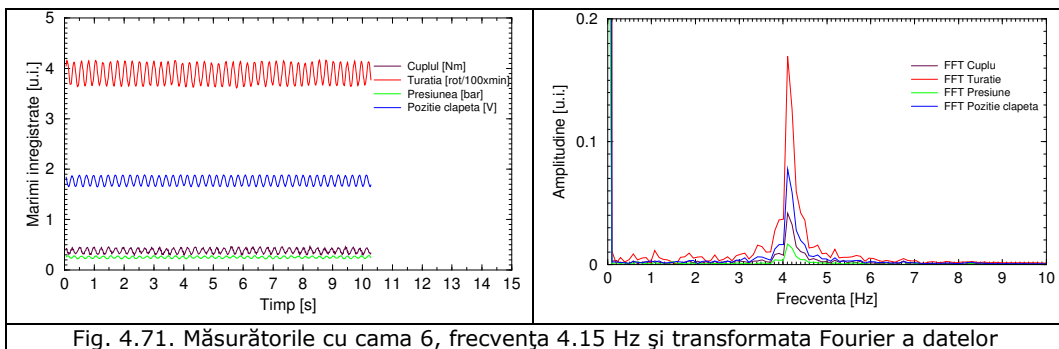 5
4
3
2
1
0
Marimi inregistrate [u.i.]
Cuplul [Nm]
Turatia [rot/100xmin]
Presiunea [bar]
Pozitie clapeta [V]
0 1 2 3 4 5 6 7 8 9 10 11 12 13 14 15
Timp [s]
0.2
0.1
0
Amplitudine [u.i.]
FFT Cuplu
FFT Turatie
FFT Presiune
FFT Pozitie clapeta
0 1 2 3 4 5 6 7 8 9 10
Frecventa [Hz]
Fig. 4.71. Măsurătorile cu cama 6, frecvenţa 4.15 Hz şi transformata Fourier a datelor